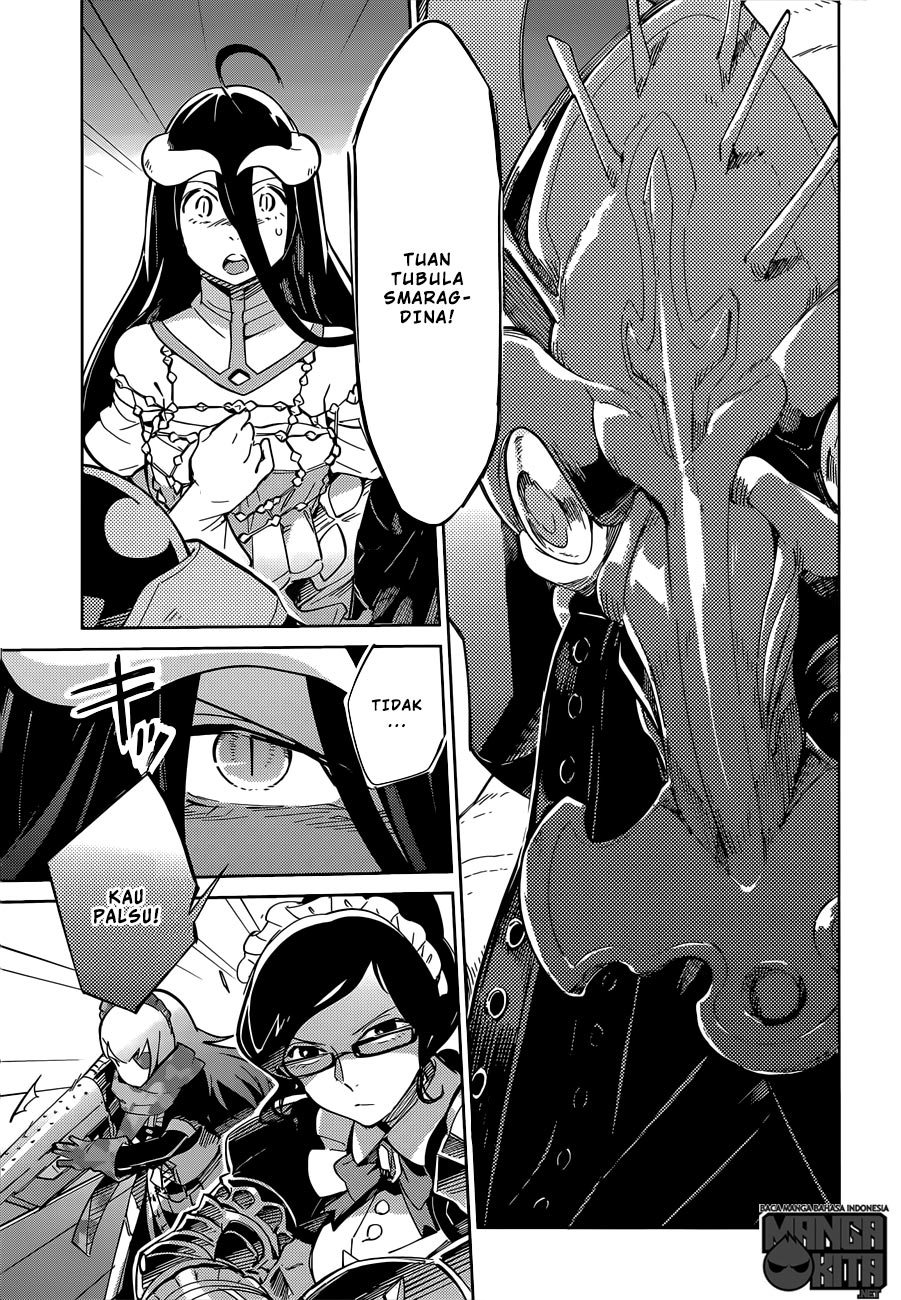 TUAN
TUBULA
SMARAG-
DINA!
TIDAK
...
KAU
PALSU!
BACA MANGA BAHASA INDONESIA
MANGA
KITA
.NET